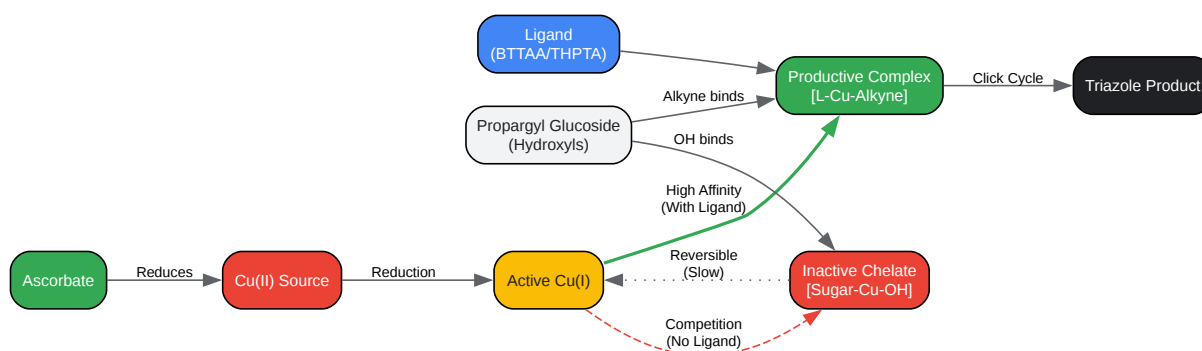 Ligand
(BTTAA/THPTA)
Productive Complex
[L-Cu-Alkyne]
Click Cycle
Triazole Product
Alkyne binds
Propargyl Glucoside
(Hydroxyls)
OH binds
High Affinity
(With Ligand)
Ascorbate
Reduces
Cu(II) Source
Reduction
Active Cu(I)
Reversible
(Slow)
Inactive Chelate
[Sugar-Cu-OH]
Competition
(No Ligand)